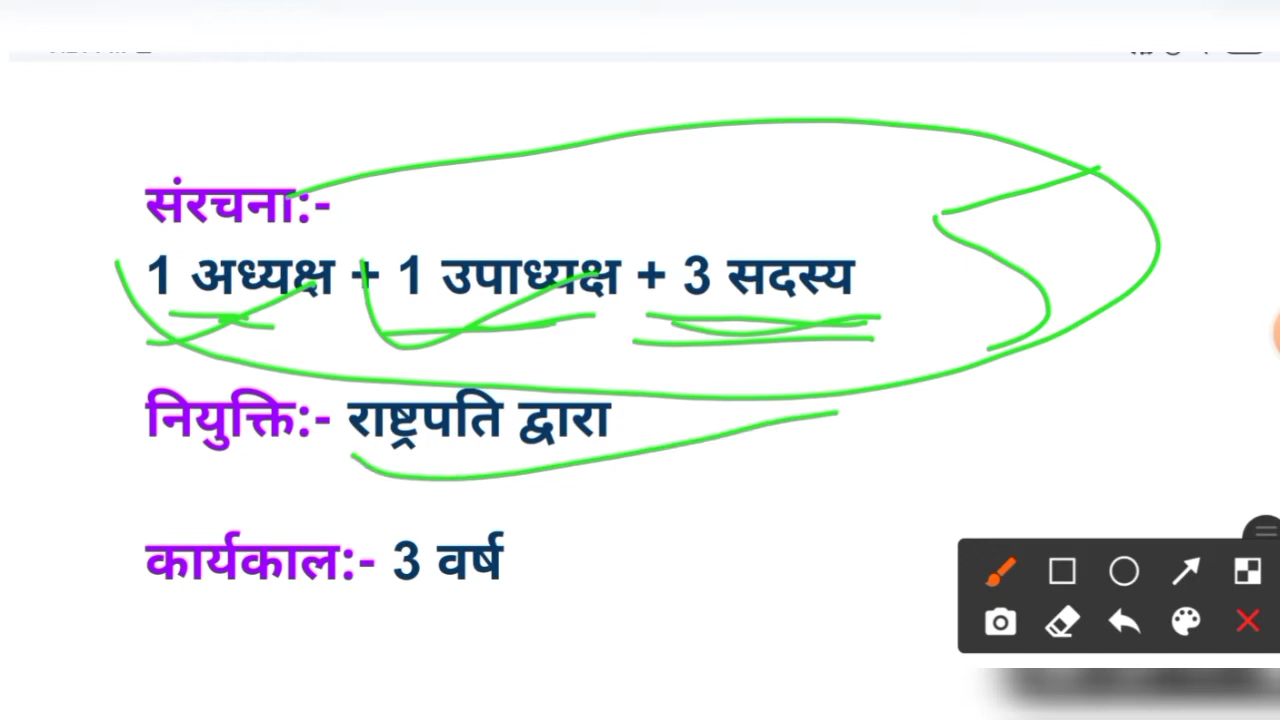 संरचना:-
1 अध्यक्ष + 1 उपाध्यक्ष + 3 सदस्य
नियुक्ति:- राष्ट्रपति द्वारा
कार्यकाल:- 3 वर्ष